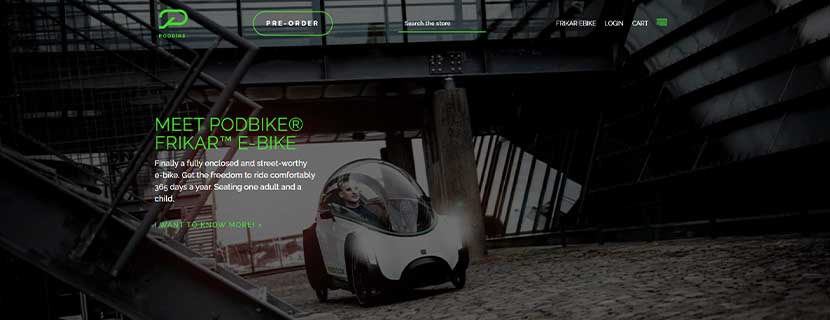 PODBIKE
PRE-ORDER
Search the store
FRIKAR EBIKE
LOGIN
CART
MEET PODBIKE®
FRIKAR™ E-BIKE
Finally a fully enclosed and street-worthy
e-bike. Get the freedom to ride comfortably
365 days a year. Seating one adult and a
child.
I WANT TO KNOW MORE! ›